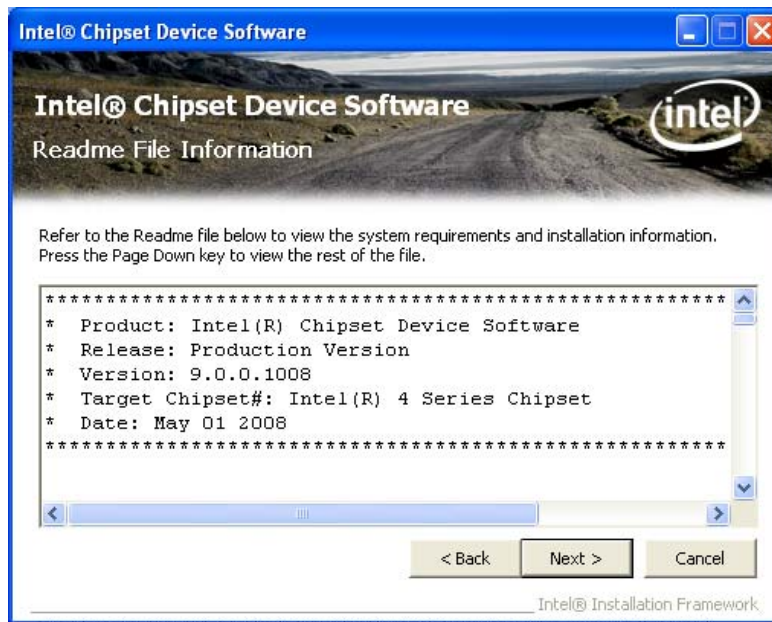 Intel® Chipset Device Software
Intel® Chipset Device Software
intel
Readme File Information
Refer to the Readme file below to view the system requirements and installation information.
Press the Page Down key to view the rest of the file.
********************************************************
* Product: Intel(R) Chipset Device Software
* Release: Production Version
* Version: 9.0.0.1008
* Target Chipset#: Intel(R) 4 Series Chipset
* Date: May 01 2008
********************************************************
< Back Next > Cancel
Intel® Installation Framework